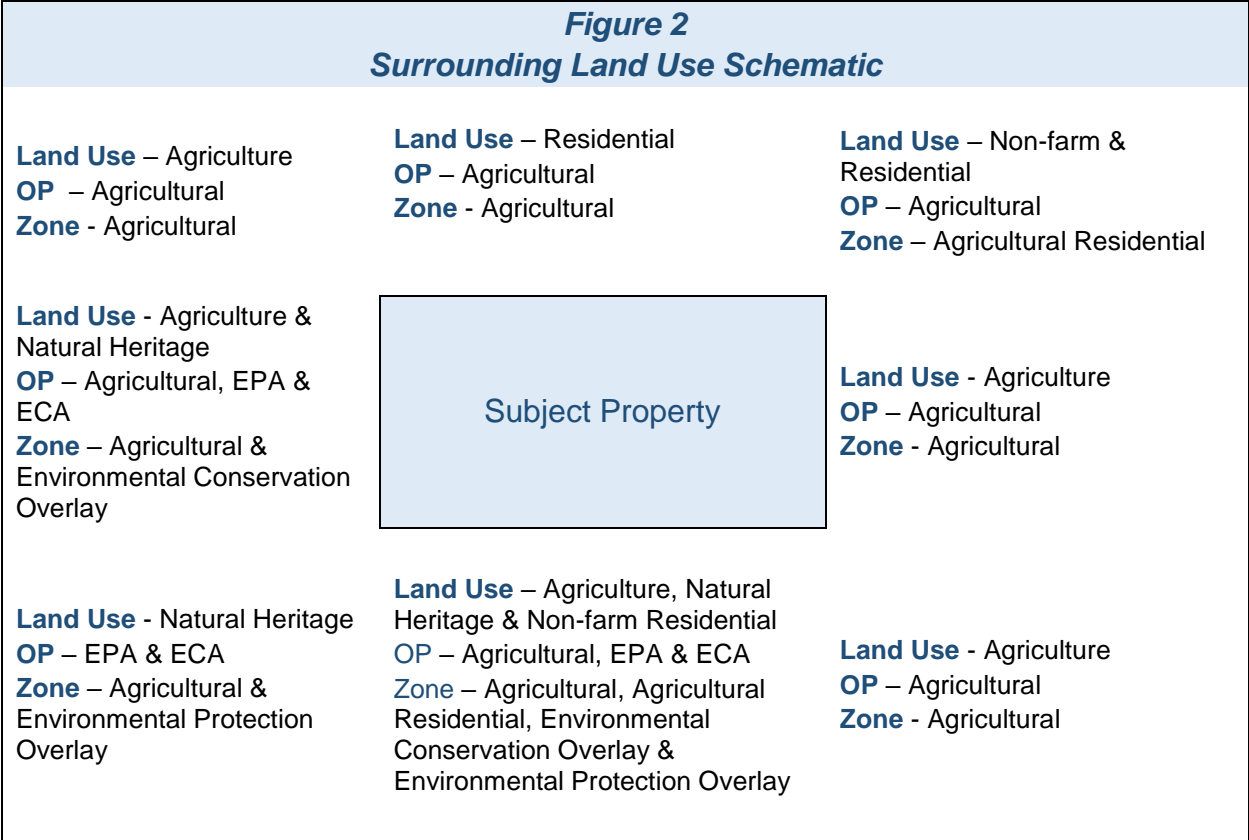 Figure 2
Surrounding Land Use Schematic
Land Use – Agriculture
OP – Agricultural
Zone - Agricultural
Land Use – Residential
OP – Agricultural
Zone - Agricultural
Land Use – Non-farm &
Residential
OP – Agricultural
Zone – Agricultural Residential
Land Use - Agriculture &
Natural Heritage
OP – Agricultural, EPA &
ECA
Zone – Agricultural &
Environmental Conservation
Overlay
Subject Property
Land Use - Agriculture
OP – Agricultural
Zone - Agricultural
Land Use - Natural Heritage
OP – EPA & ECA
Zone – Agricultural &
Environmental Protection
Overlay
Land Use – Agriculture, Natural
Heritage & Non-farm Residential
OP – Agricultural, EPA & ECA
Zone – Agricultural, Agricultural
Residential, Environmental
Conservation Overlay &
Environmental Protection Overlay
Land Use - Agriculture
OP – Agricultural
Zone - Agricultural